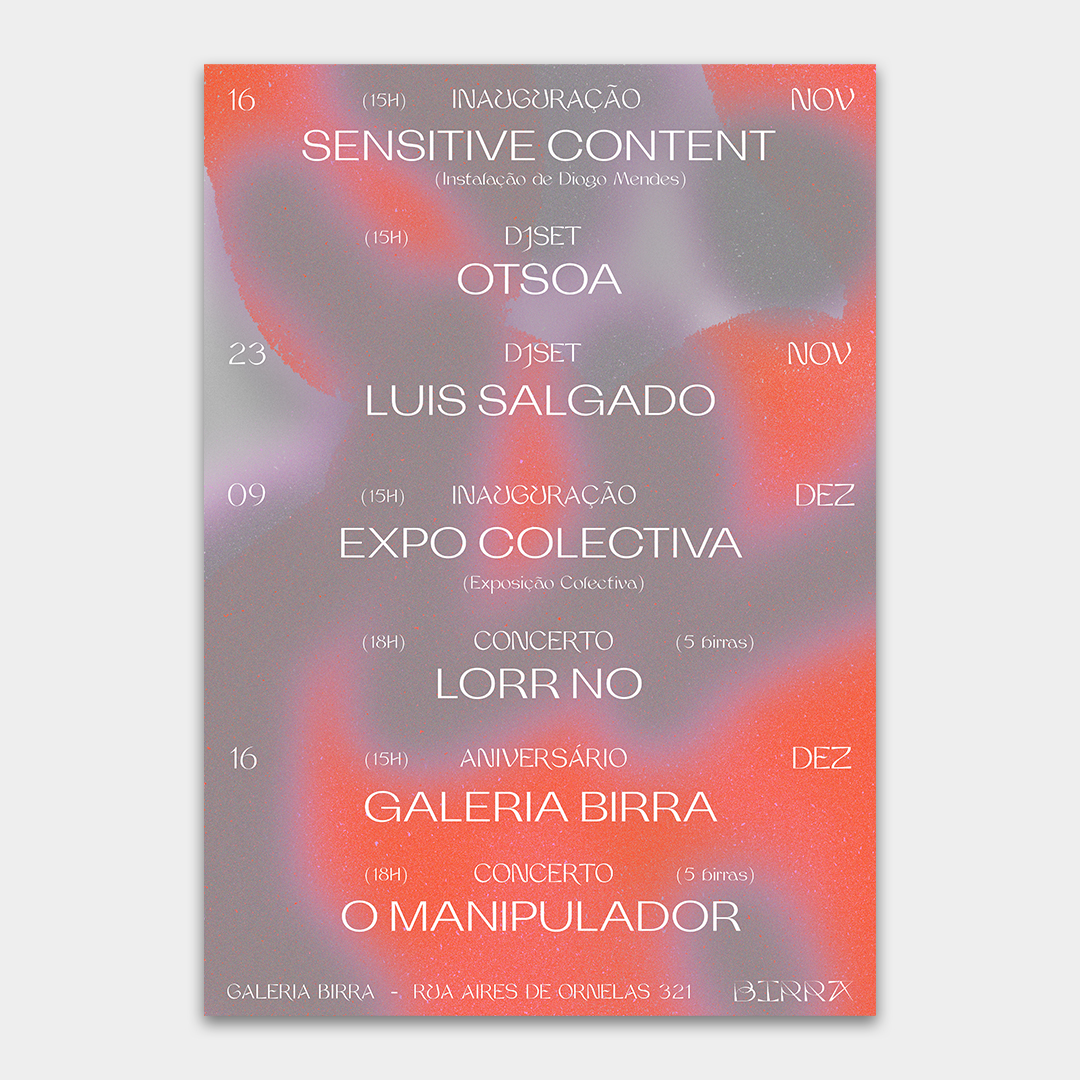 16 (15H) INAUGURAÇÃO NOV
SENSITIVE CONTENT
(Instalação de Diogo Mendes)
(15H) DJSET
OTSOA
23 DJSET NOV
LUIS SALGADO
09 (15H) INAUGURAÇÃO DEZ
EXPO COLECTIVA
(Exposição Colectiva)
(18H) CONCERTO (5 birras)
LORR NO
16 (15H) ANIVERSÁRIO DEZ
GALERIA BIRRA
(18H) CONCERTO (5 birras)
O MANIPULADOR
GALERIA BIRRA - RUA AIRES DE ORNELAS 321 BIRRA